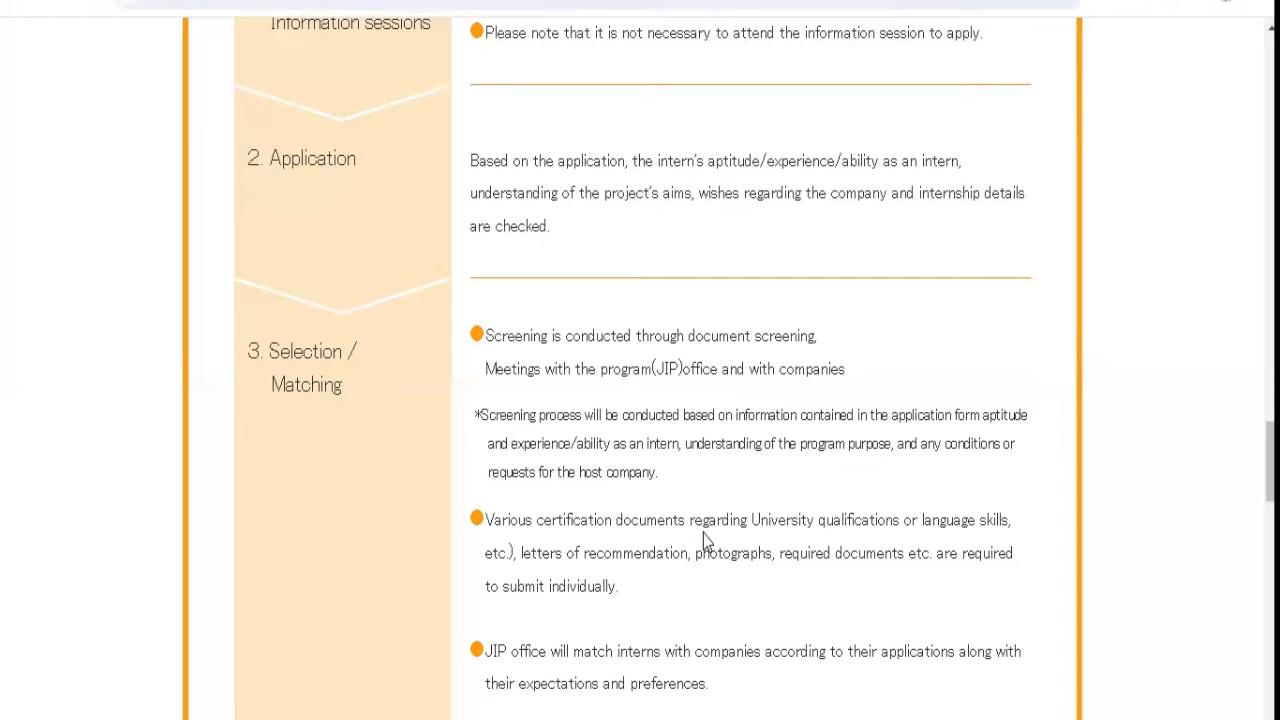 Information sessions
●Please note that it is not necessary to attend the information session to apply.
2. Application
Based on the application, the intern's aptitude/experience/ability as an intern,
understanding of the project's aims, wishes regarding the company and internship details
are checked.
3. Selection /
Matching
●Screening is conducted through document screening,
Meetings with the program(JIP)office and with companies
*Screening process will be conducted based on information contained in the application form aptitude
and experience/ability as an intern, understanding of the program purpose, and any conditions or
requests for the host company.
●Various certification documents regarding University qualifications or language skills,
etc.), letters of recommendation, photographs, required documents etc. are required
to submit individually.
●JIP office will match interns with companies according to their applications along with
their expectations and preferences.